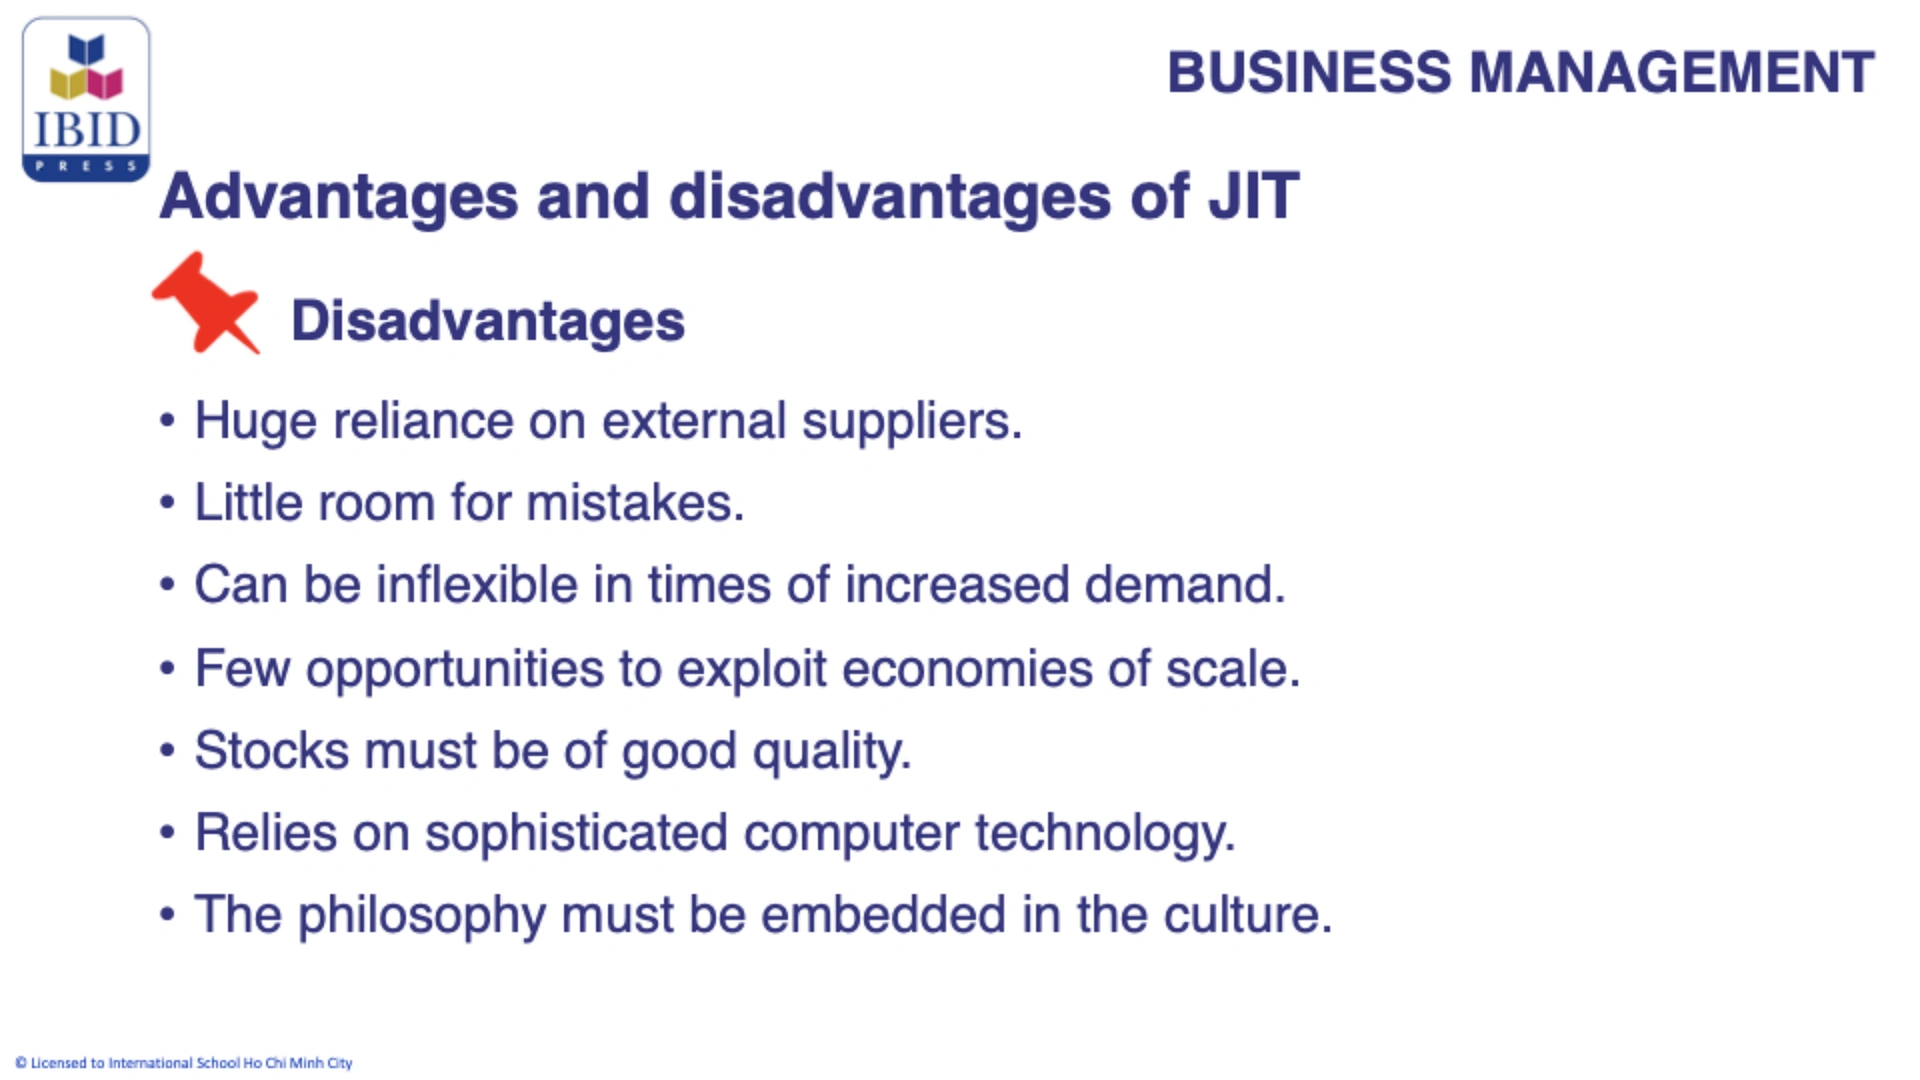 IBID
PRESS
BUSINESS MANAGEMENT
Advantages and disadvantages of JIT
Disadvantages
• Huge reliance on external suppliers.
• Little room for mistakes.
• Can be inflexible in times of increased demand.
• Few opportunities to exploit economies of scale.
• Stocks must be of good quality.
• Relies on sophisticated computer technology.
• The philosophy must be embedded in the culture.
© Licensed to International School Ho Chi Minh City